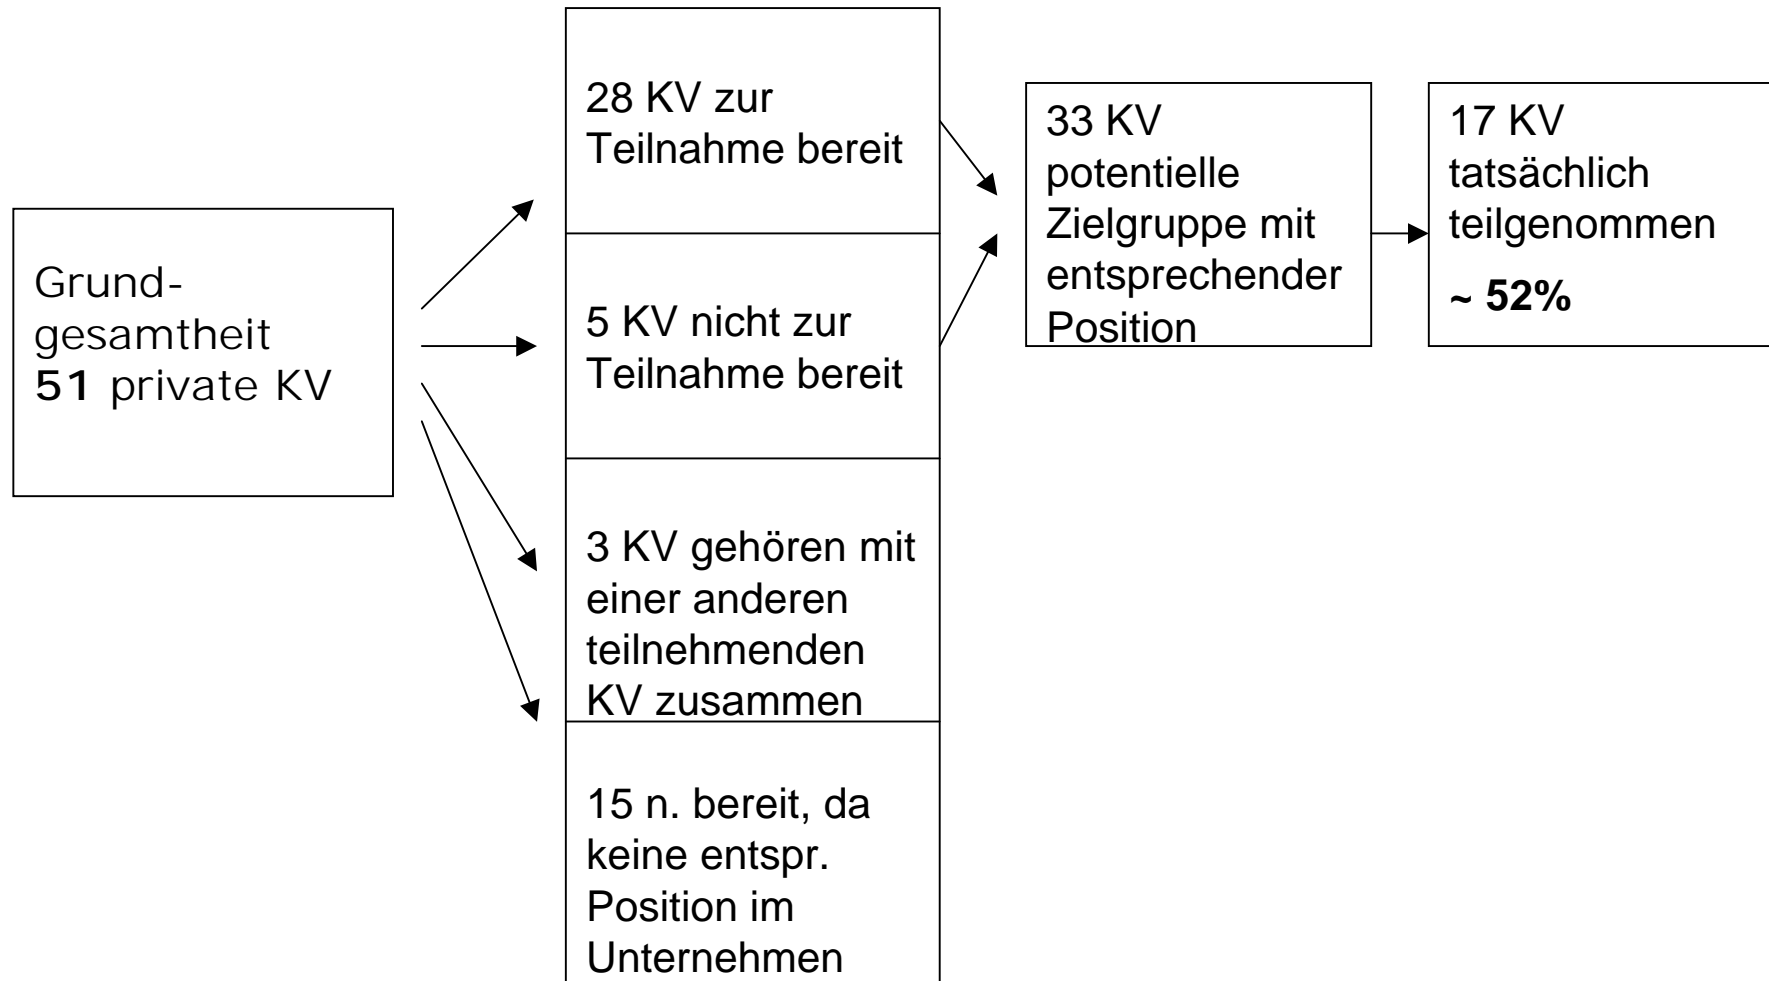 Grund-
gesamtheit
51 private KV
28 KV zur
Teilnahme bereit
5 KV nicht zur
Teilnahme bereit
3 KV gehören mit
einer anderen
teilnehmenden
KV zusammen
15 n. bereit, da
keine entspr.
Position im
Unternehmen
33 KV
potentielle
Zielgruppe mit
entsprechender
Position
17 KV
tatsächlich
teilgenommen
~ 52%